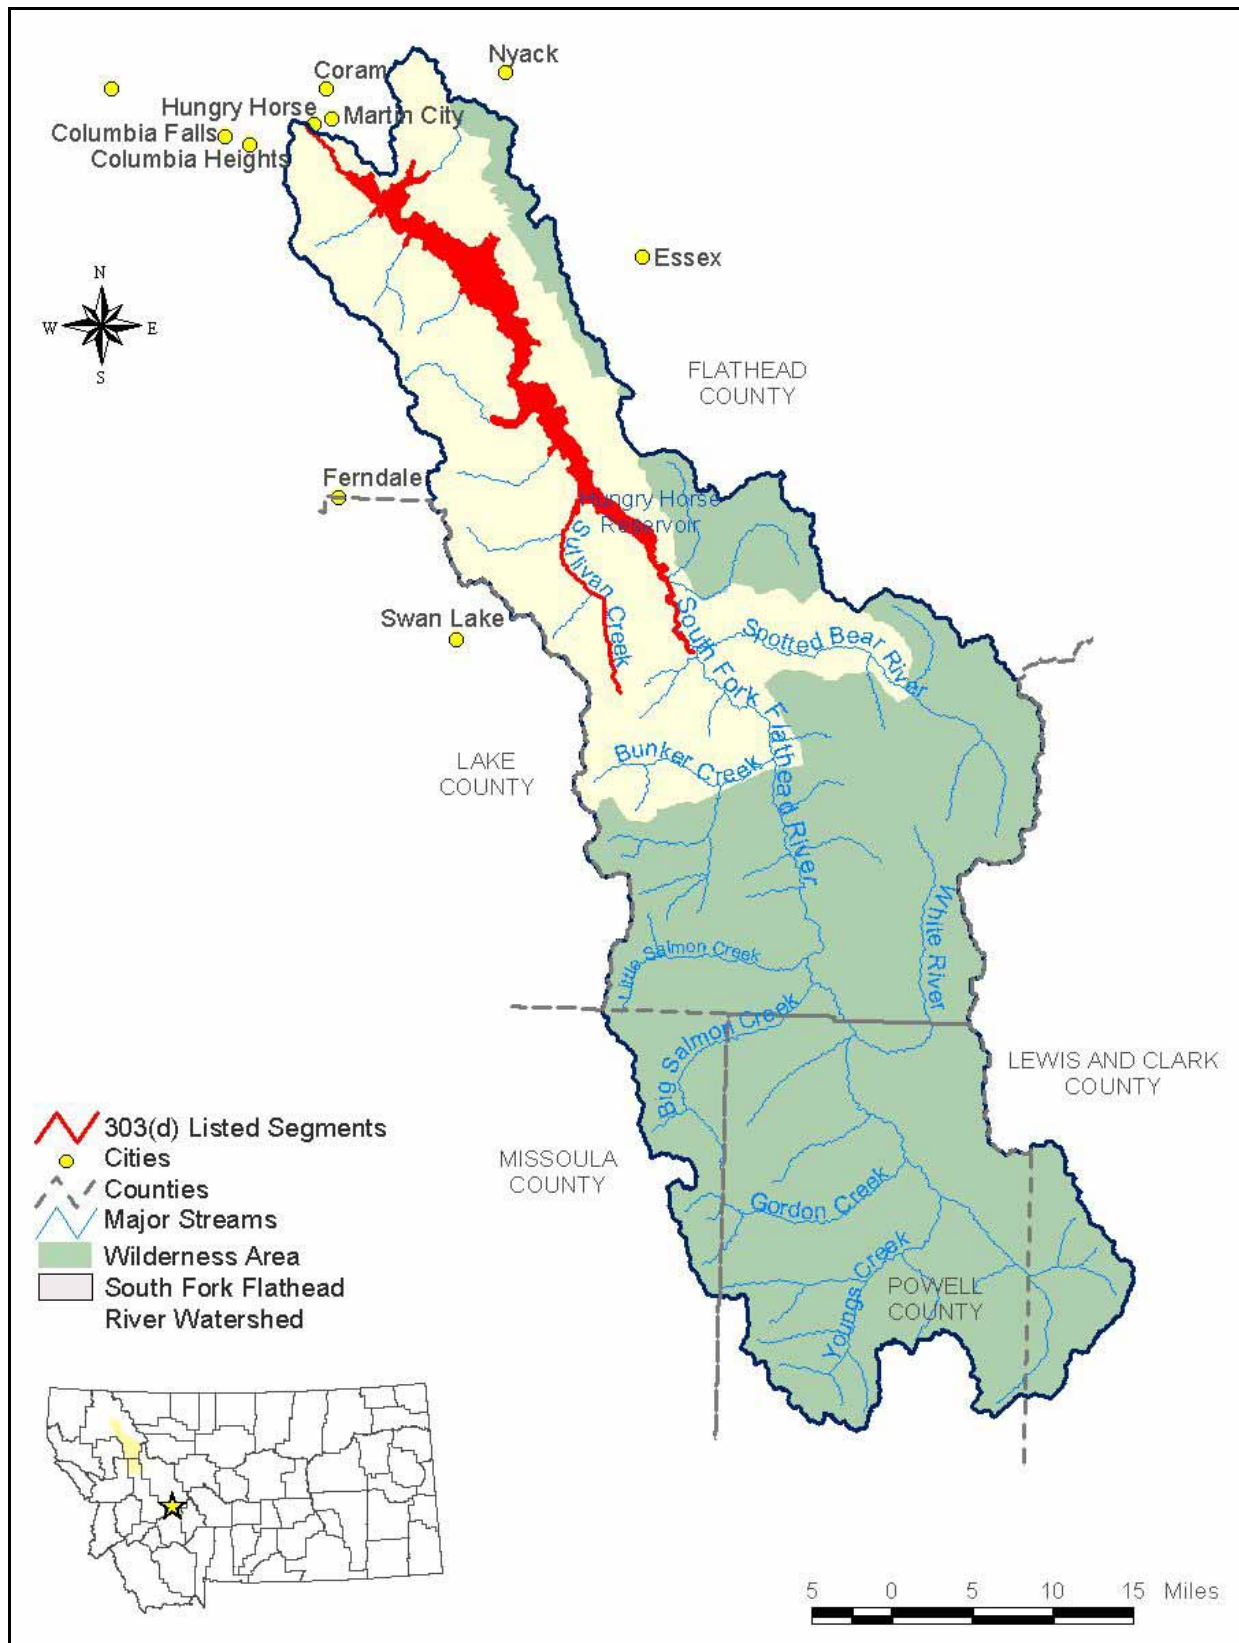 Nyack
Coram
Hungry Horse
Martin City
Columbia Falls
Columbia Heights
Essex
N
W
E
S
FLATHEAD
COUNTY
Ferndale
Hungry Horse
Reservoir
Sullivan Creek
Swan Lake
South Fork Flathead River
Spotted Bear River
Bunker Creek
LAKE
COUNTY
White River
Little Salmon Creek
Big Salmon Creek
LEWIS AND CLARK
COUNTY
303(d) Listed Segments
Cities
Counties
Major Streams
Wilderness Area
South Fork Flathead
River Watershed
MISSOULA
COUNTY
Gordon Creek
Youngs Creek
POWELL
COUNTY
5 0 5 10 15 Miles